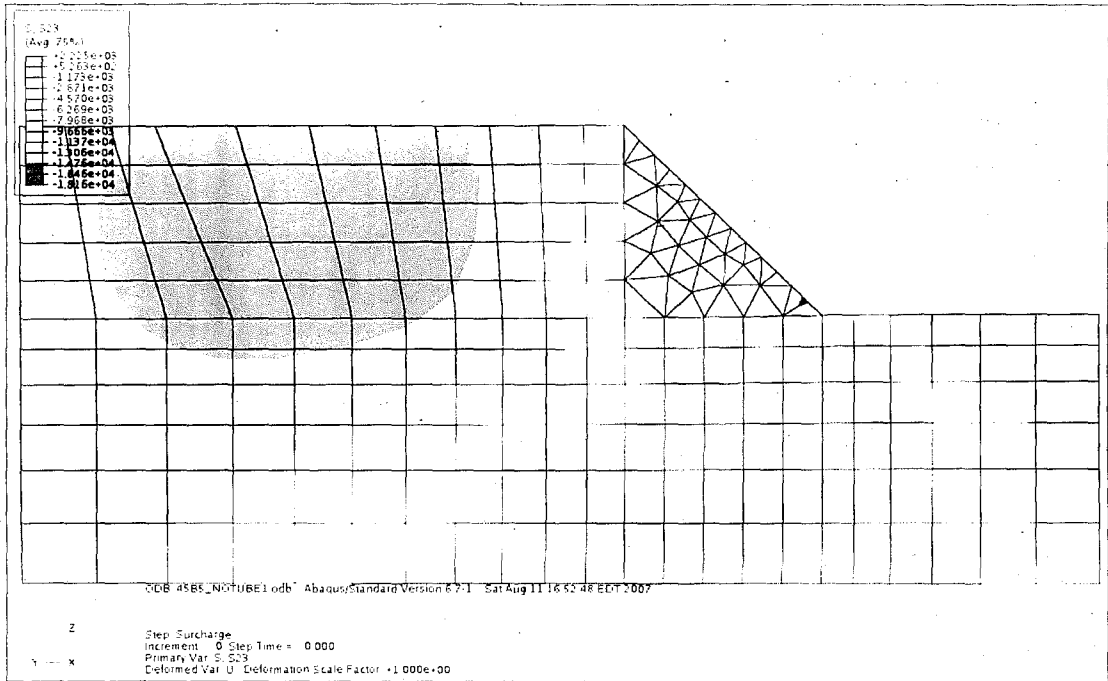 S, S23
(Avg: 75%)
+5.263e+02
-1.173e+03
-2.871e+03
-4.570e+03
-6.269e+03
-7.968e+03
-9.666e+03
-1.137e+04
-1.306e+04
-1.476e+04
-1.646e+04
-1.816e+04
ODB: 45B5_NOTUBE1.odb Abaqus/Standard Version 6.7-1 Sat Aug 11 16:52:48 EDT 2007
Z
Y
X
Step: Surcharge
Increment 0: Step Time = 0.000
Primary Var: S, S23
Deformed Var: U Deformation Scale Factor: +1.000e+00